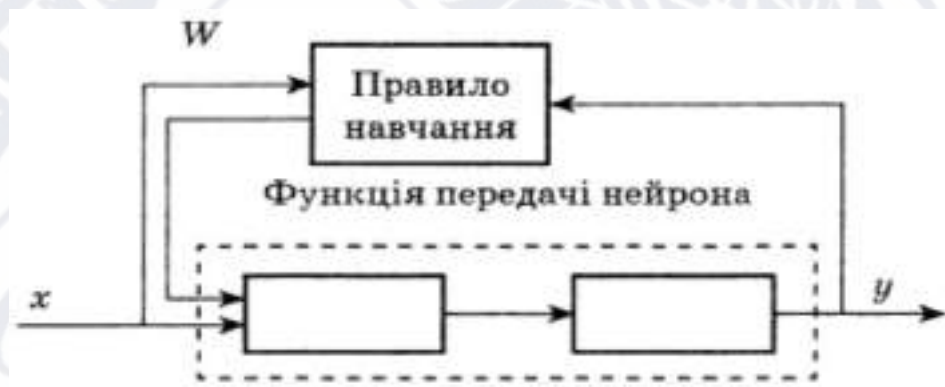 W
Правило
навчання
Функція передачі нейрона
x
y